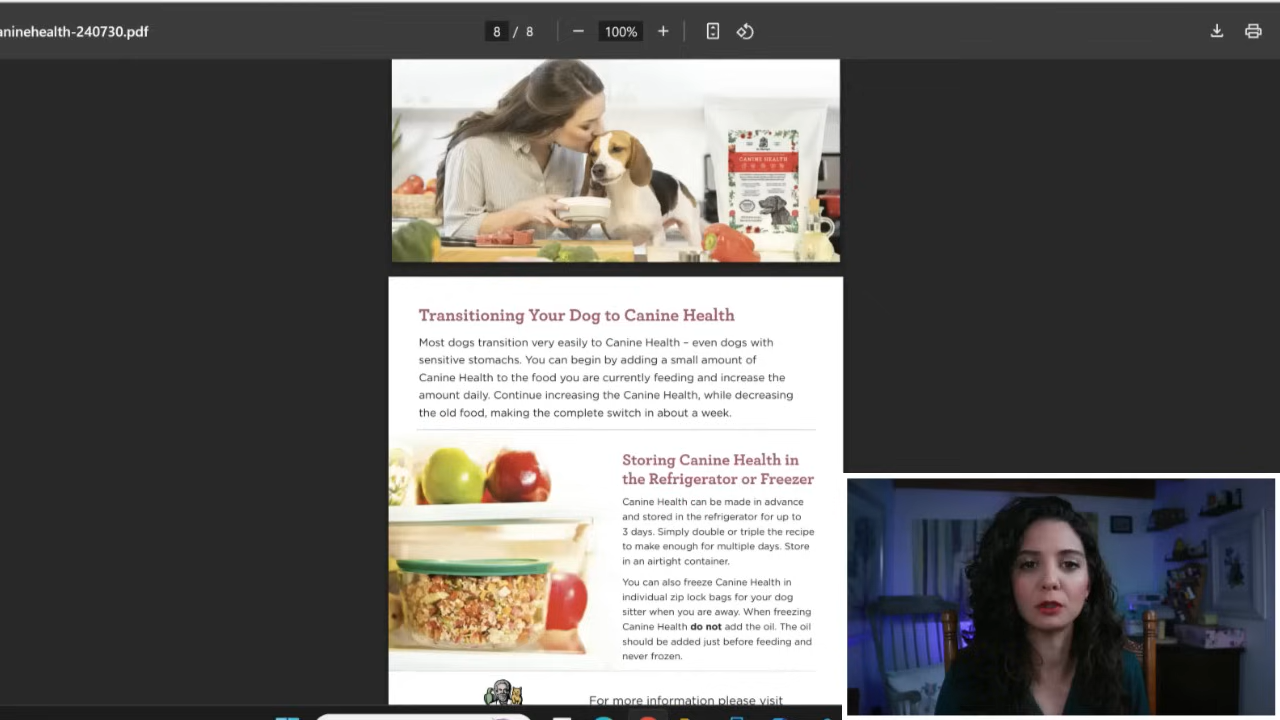 aninehealth-240730.pdf
8 / 8
100%
CANINE HEALTH
Transitioning Your Dog to Canine Health
Most dogs transition very easily to Canine Health – even dogs with
sensitive stomachs. You can begin by adding a small amount of
Canine Health to the food you are currently feeding and increase the
amount daily. Continue increasing the Canine Health, while decreasing
the old food, making the complete switch in about a week.
Storing Canine Health in
the Refrigerator or Freezer
Canine Health can be made in advance
and stored in the refrigerator for up to
3 days. Simply double or triple the recipe
to make enough for multiple days. Store
in an airtight container.
You can also freeze Canine Health in
individual zip lock bags for your dog
sitter when you are away. When freezing
Canine Health do not add the oil. The oil
should be added just before feeding and
never frozen.
For more information please visit